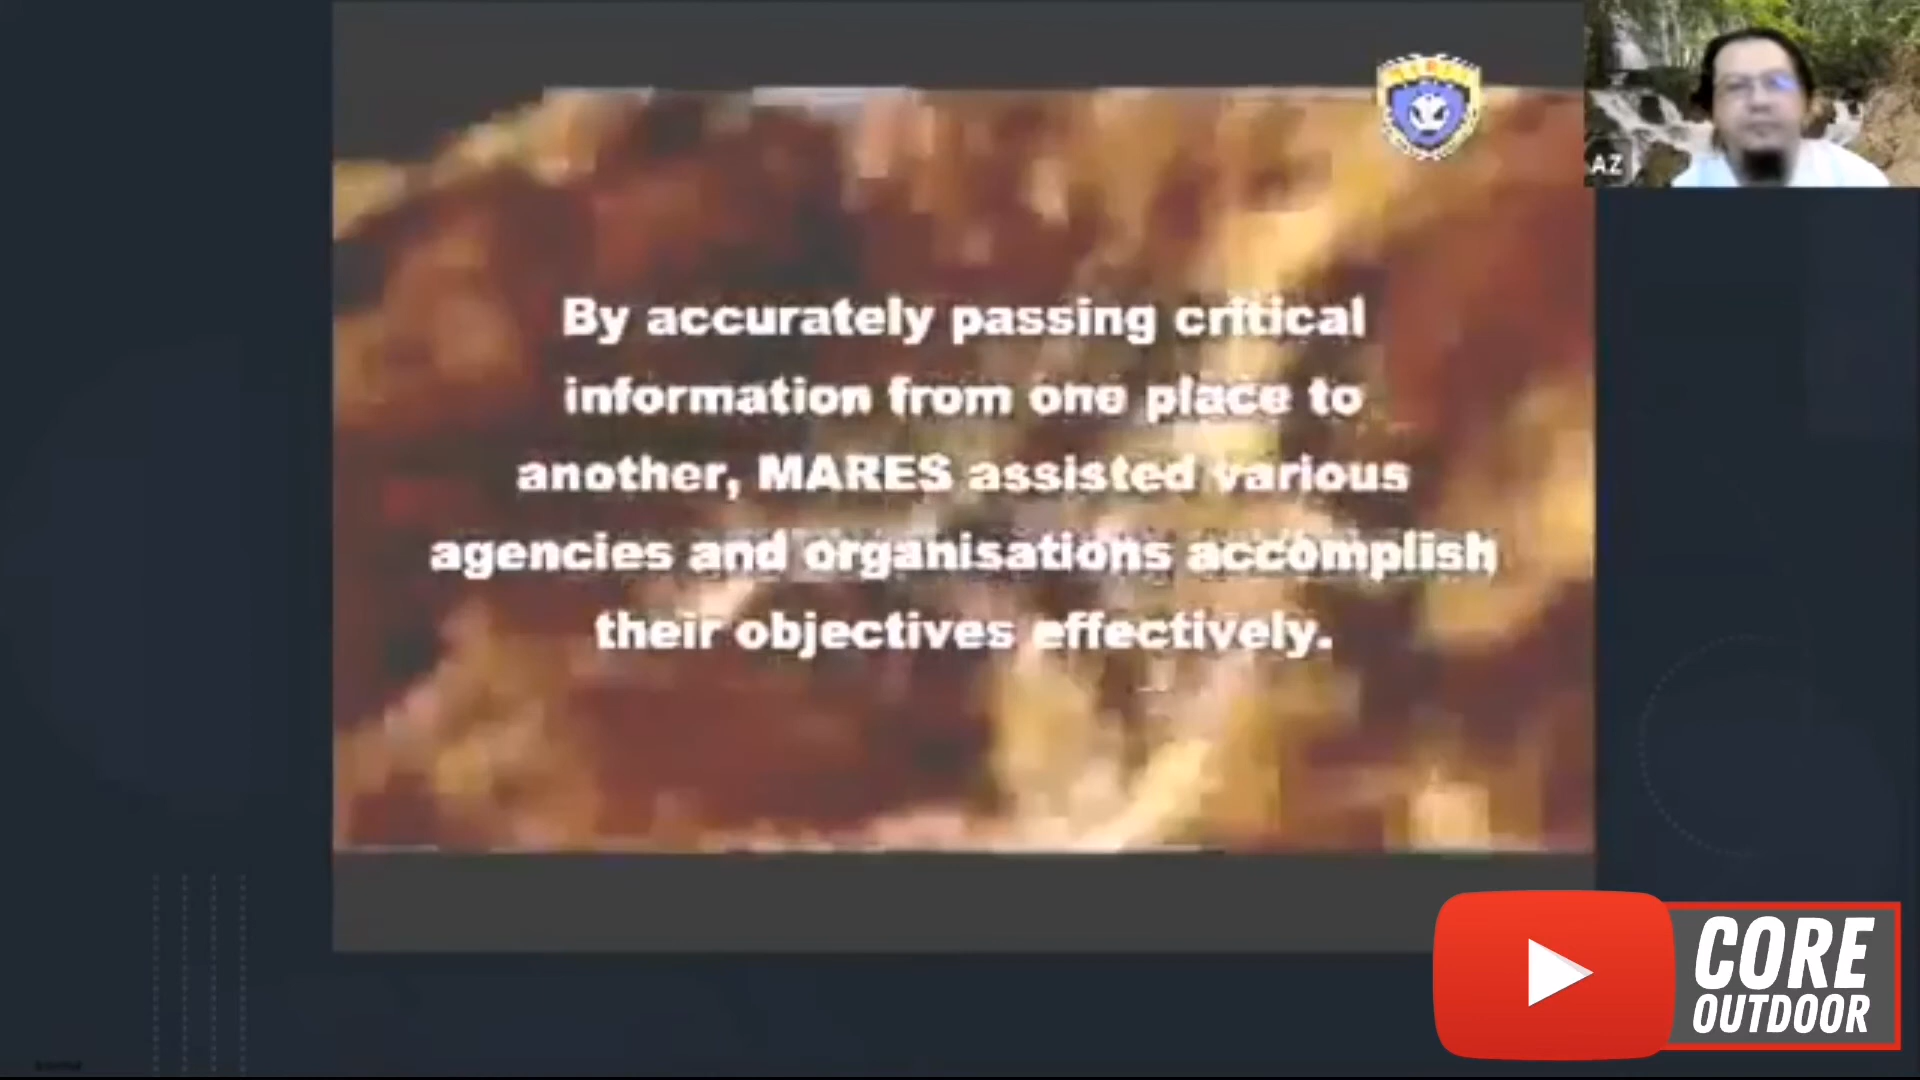 By accurately passing critical
information from one place to
another, MARES assisted various
agencies and organisations accomplish
their objectives effectively.
AZ
CORE
OUTDOOR